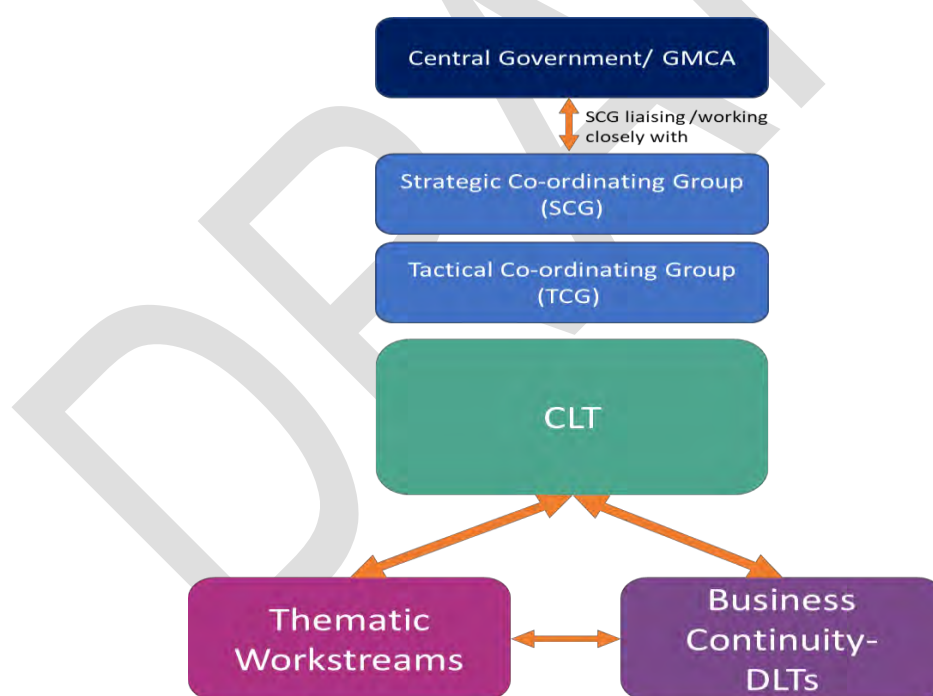 Central Government/ GMCA
SCG liaising /working
closely with
Strategic Co-ordinating Group
(SCG)
Tactical Co-ordinating Group
(TCG)
CLT
Thematic
Workstreams
Business
Continuity-
DLTs